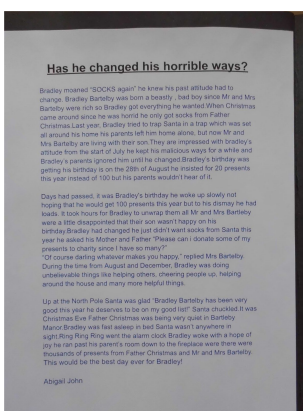 Has he changed his horrible ways?
Bradley moaned "SOCKS again" he knew his past attitude had to
change. Bradley Bartelby was born a beastly , bad boy since Mr and Mrs
Bartelby were rich so Bradley got everything he wanted.When Christmas
came around since he was horrid he only got socks from Father
Christmas.Last year, Bradley tried to trap Santa in a trap which was set
all around his home his parents left him home alone, but now Mr and
Mrs Bartelby are living with their son.They are impressed with bradley's
attitude from the start of July he kept his malicious ways for a while and
Bradley's parents ignored him until he changed.Bradley's birthday was
getting his birthday is on the 28th of August he insisted for 20 presents
this year instead of 100 but his parents wouldn't hear of it.
Days had passed, it was Bradley's birthday he woke up slowly not
hoping that he would get 100 presents this year but to his dismay he had
loads. It took hours for Bradley to unwrap them all Mr and Mrs Bartleby
were a little disappointed that their son wasn't happy on his
birthday.Bradley had changed he just didn't want socks from Santa this
year he asked his Mother and Father "Please can i donate some of my
presents to charity since I have so many?"
"Of course darling whatever makes you happy," replied Mrs Bartelby.
During the time from August and December, Bradley was doing
unbelievable things like helping others, cheering people up, helping
around the house and many more helpful things.
Up at the North Pole Santa was glad "Bradley Bartelby has been very
good this year he deserves to be on my good list!" Santa chuckled.It was
Christmas Eve Father Christmas was being very quiet in Bartelby
Manor.Bradley was fast asleep in bed Santa wasn't anywhere in
sight.Ring Ring Ring went the alarm clock Bradley woke with a hope of
joy he ran past his parent's room down to the fireplace were there were
thousands of presents from Father Christmas and Mr and Mrs Bartelby.
This would be the best day ever for Bradley!
Abigail John